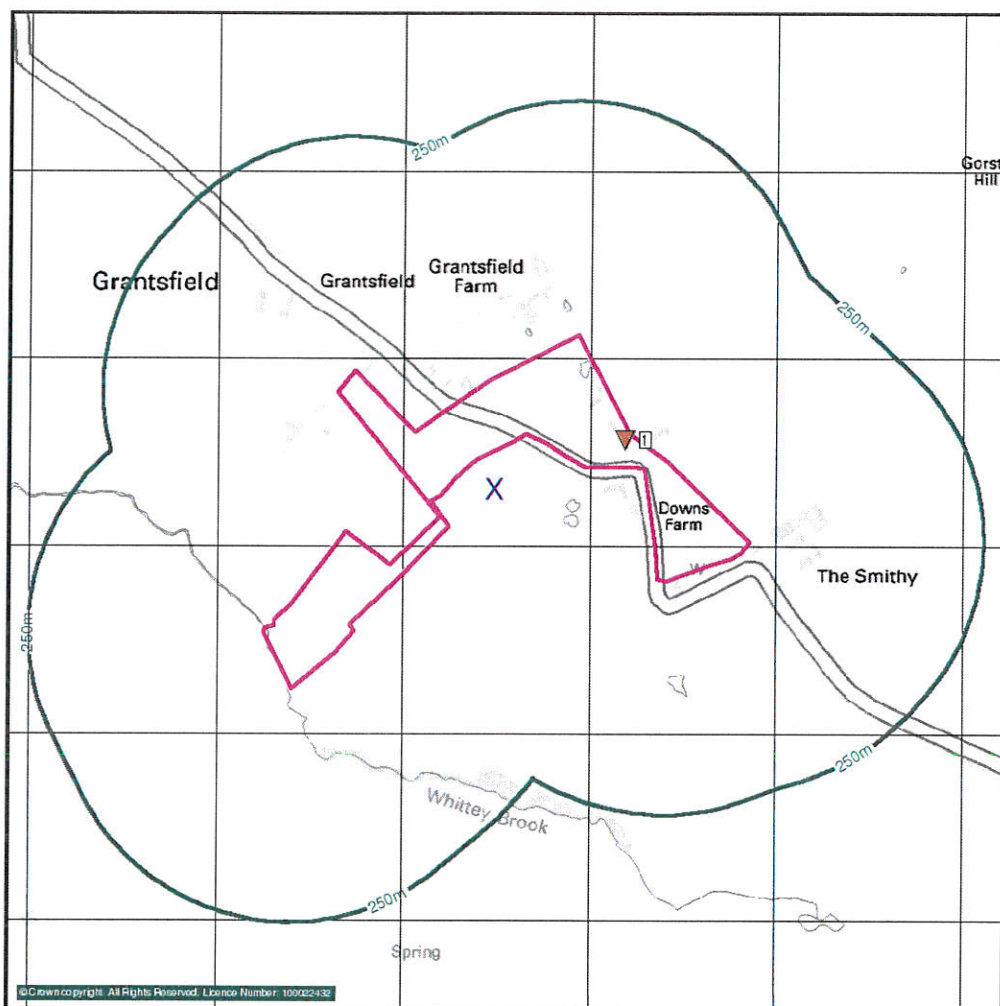 250m
Gorst
Hill
Grantsfield
Grantsfield
Grantsfield
Farm
250m
1
X
Downs
Farm
W
The Smithy
250m
250m
Whittey Brook
250m
Spring
© Crown copyright. All Rights Reserved. Licence Number: 100022432